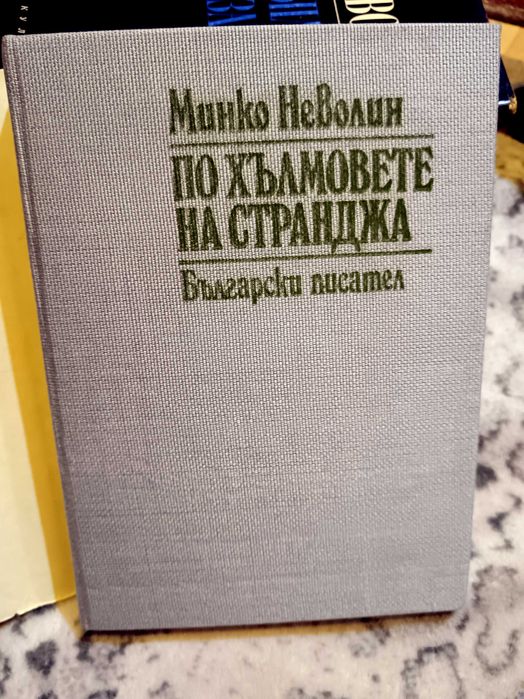 Минко Неволин
ПО ХЪЛМОВЕТЕ
НА СТРАНДЖА
Български писател